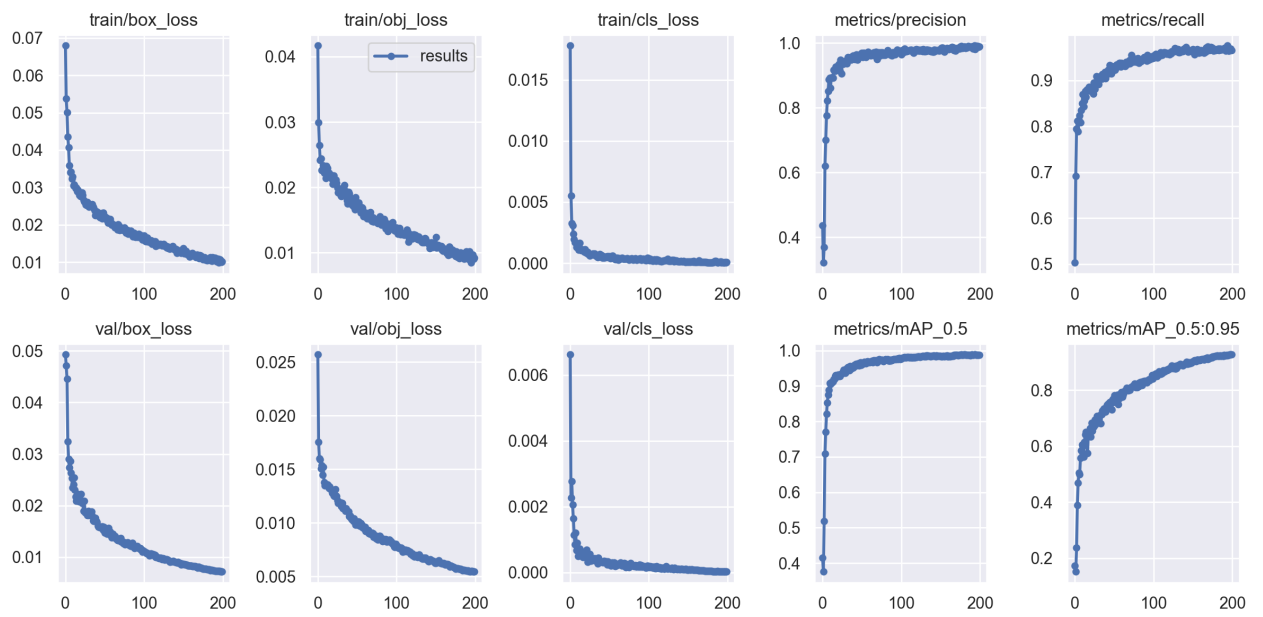 train/box_loss
0.07
0.06
0.05
0.04
0.03
0.02
0.01
0 100 200
train/obj_loss
results
0.04
0.03
0.02
0.01
0 100 200
train/cls_loss
0.015
0.010
0.005
0.000
0 100 200
metrics/precision
1.0
0.8
0.6
0.4
0 100 200
metrics/recall
0.9
0.8
0.7
0.6
0.5
0 100 200
val/box_loss
0.05
0.04
0.03
0.02
0.01
0 100 200
val/obj_loss
0.025
0.020
0.015
0.010
0.005
0 100 200
val/cls_loss
0.006
0.004
0.002
0.000
0 100 200
metrics/mAP_0.5
1.0
0.9
0.8
0.7
0.6
0.5
0.4
0 100 200
metrics/mAP_0.5:0.95
0.8
0.6
0.4
0.2
0 100 200